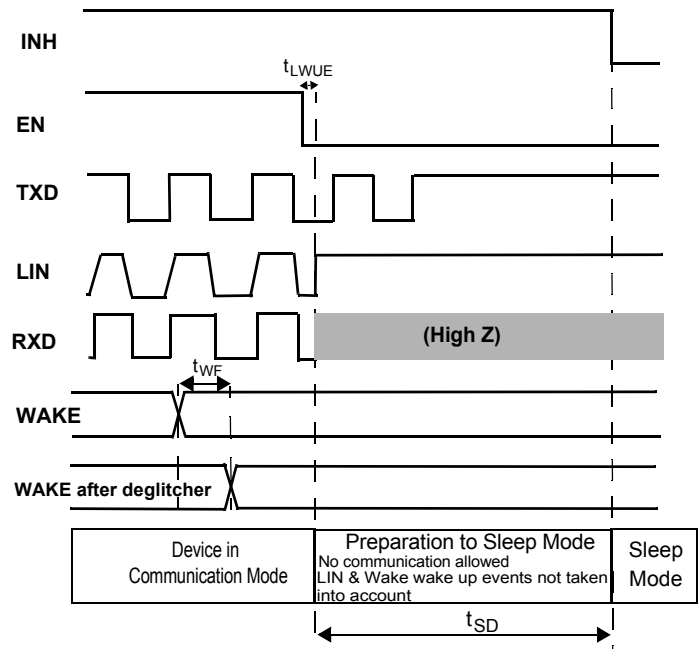 INH
tLWUE
EN
TXD
LIN
RXD
(High Z)
tWF
WAKE
WAKE after deglitcher
Device in
Communication Mode
Preparation to Sleep Mode
No communication allowed
LIN & Wake wake up events not taken
into account
Sleep
Mode
tSD